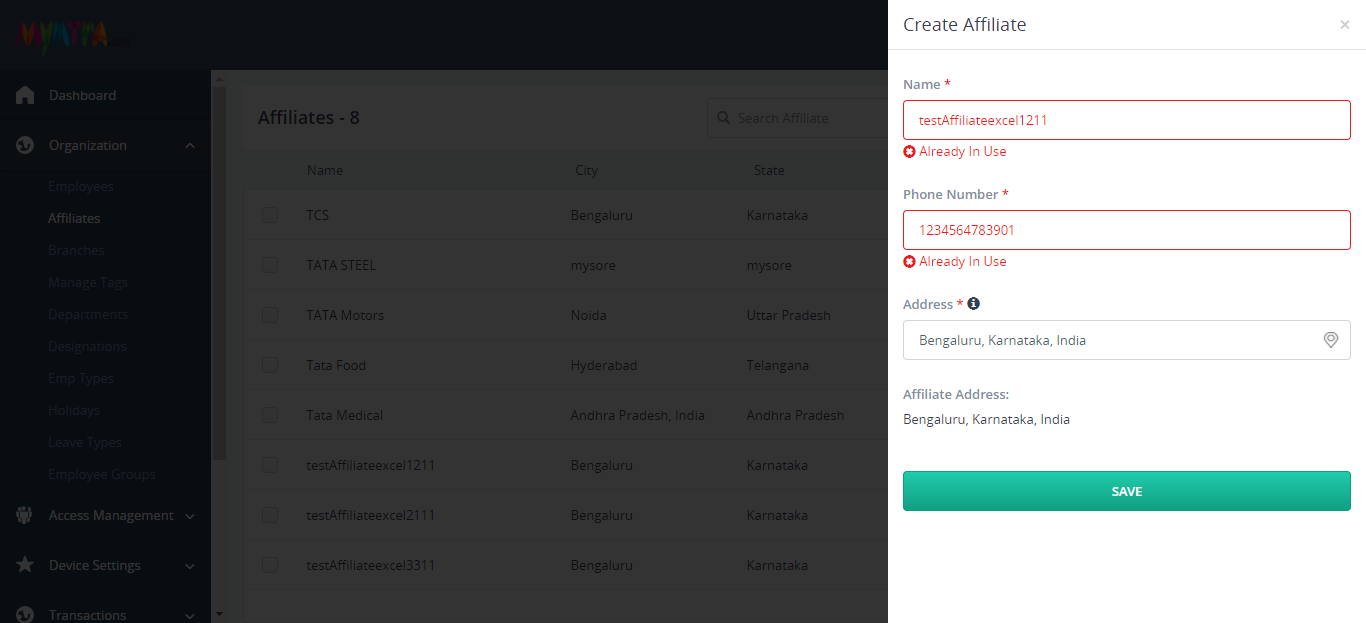 MYNTRA.com
Dashboard
Organization
Employees
Affiliates
Branches
Manage Tags
Departments
Designations
Emp Types
Holidays
Leave Types
Employee Groups
Access Management
Device Settings
Transactions
Affiliates - 8
Search Affiliate
Name City State
TCS Bengaluru Karnataka
TATA STEEL mysore mysore
TATA Motors Noida Uttar Pradesh
Tata Food Hyderabad Telangana
Tata Medical Andhra Pradesh, India Andhra Pradesh
testAffiliateexcel1211 Bengaluru Karnataka
testAffiliateexcel2111 Bengaluru Karnataka
testAffiliateexcel3311 Bengaluru Karnataka
Create Affiliate ×
Name *
testAffiliateexcel1211
Already In Use
Phone Number *
1234564783901
Already In Use
Address *
Bengaluru, Karnataka, India
Affiliate Address:
Bengaluru, Karnataka, India
SAVE